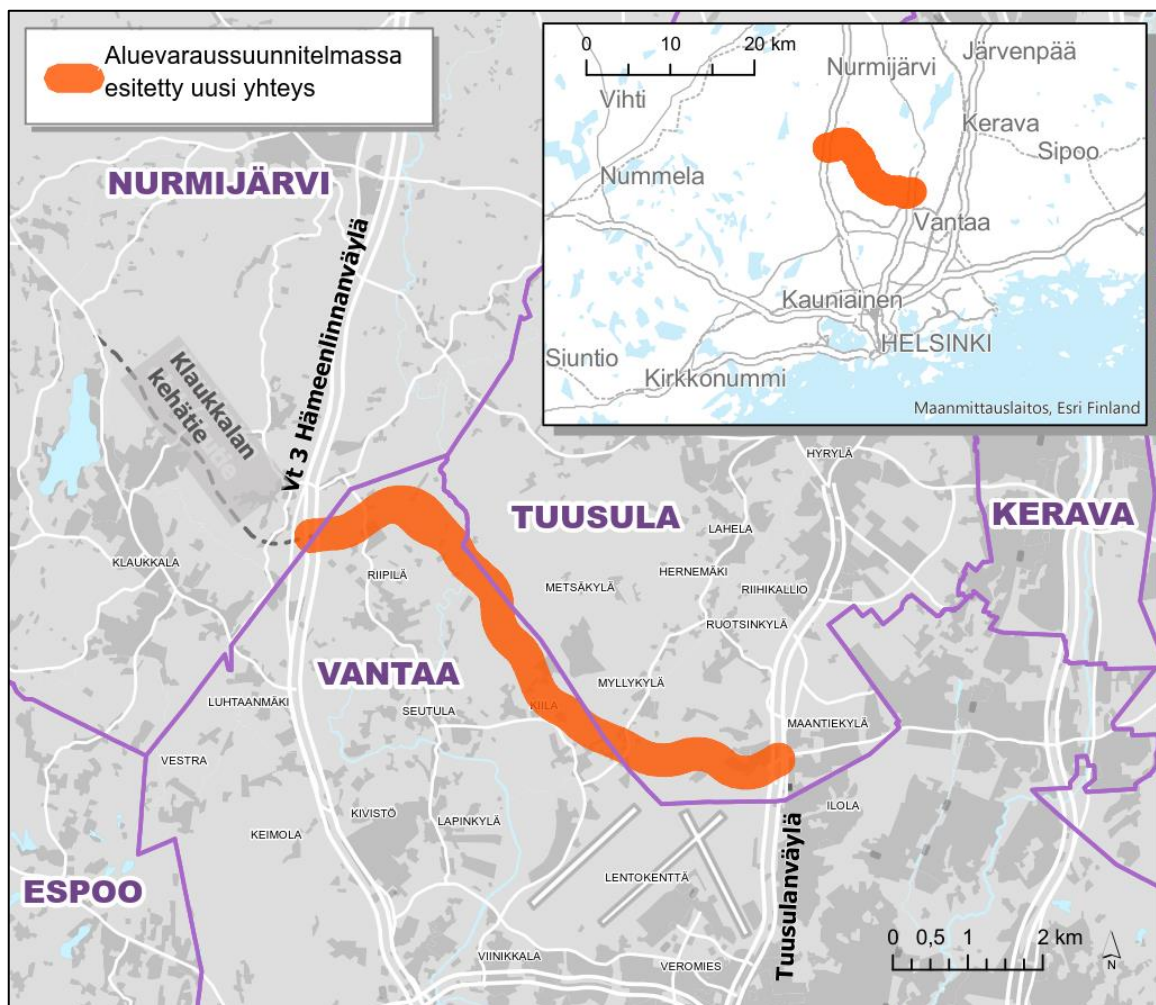 Aluevaraussuunnitelmassa
esitetty uusi yhteys
0 10 20 km
Järvenpää
Nurmijärvi
Vihti
Kerava
Sipoo
Nummela
Vantaa
Kauniainen
HELSINKI
Siuntio
Kirkkonummi
Maanmittauslaitos, Esri Finland
NURMIJÄRVI
Vt 3 Hämeenlinnanväylä
Klaukkalan
kehätie
HYRYLÄ
TUUSULA
KERAVA
LAHELA
KLAUKKALA
RIIPILÄ
METSÄKYLÄ
HERNEMÄKI
RIIHIKALLIO
RUOTSINKYLÄ
VANTAA
MYLLYKYLÄ
LUHTAANMÄKI
SEUTULA
KIILA
MAANTIEKYLÄ
VESTRA
KIVISTÖ
LAPINKYLÄ
ILOLA
KEIMOLA
LENTOKENTTÄ
Tuusulanväylä
ESPOO
VIINIKKALA
VEROMIES
0 0,5 1 2 km
N